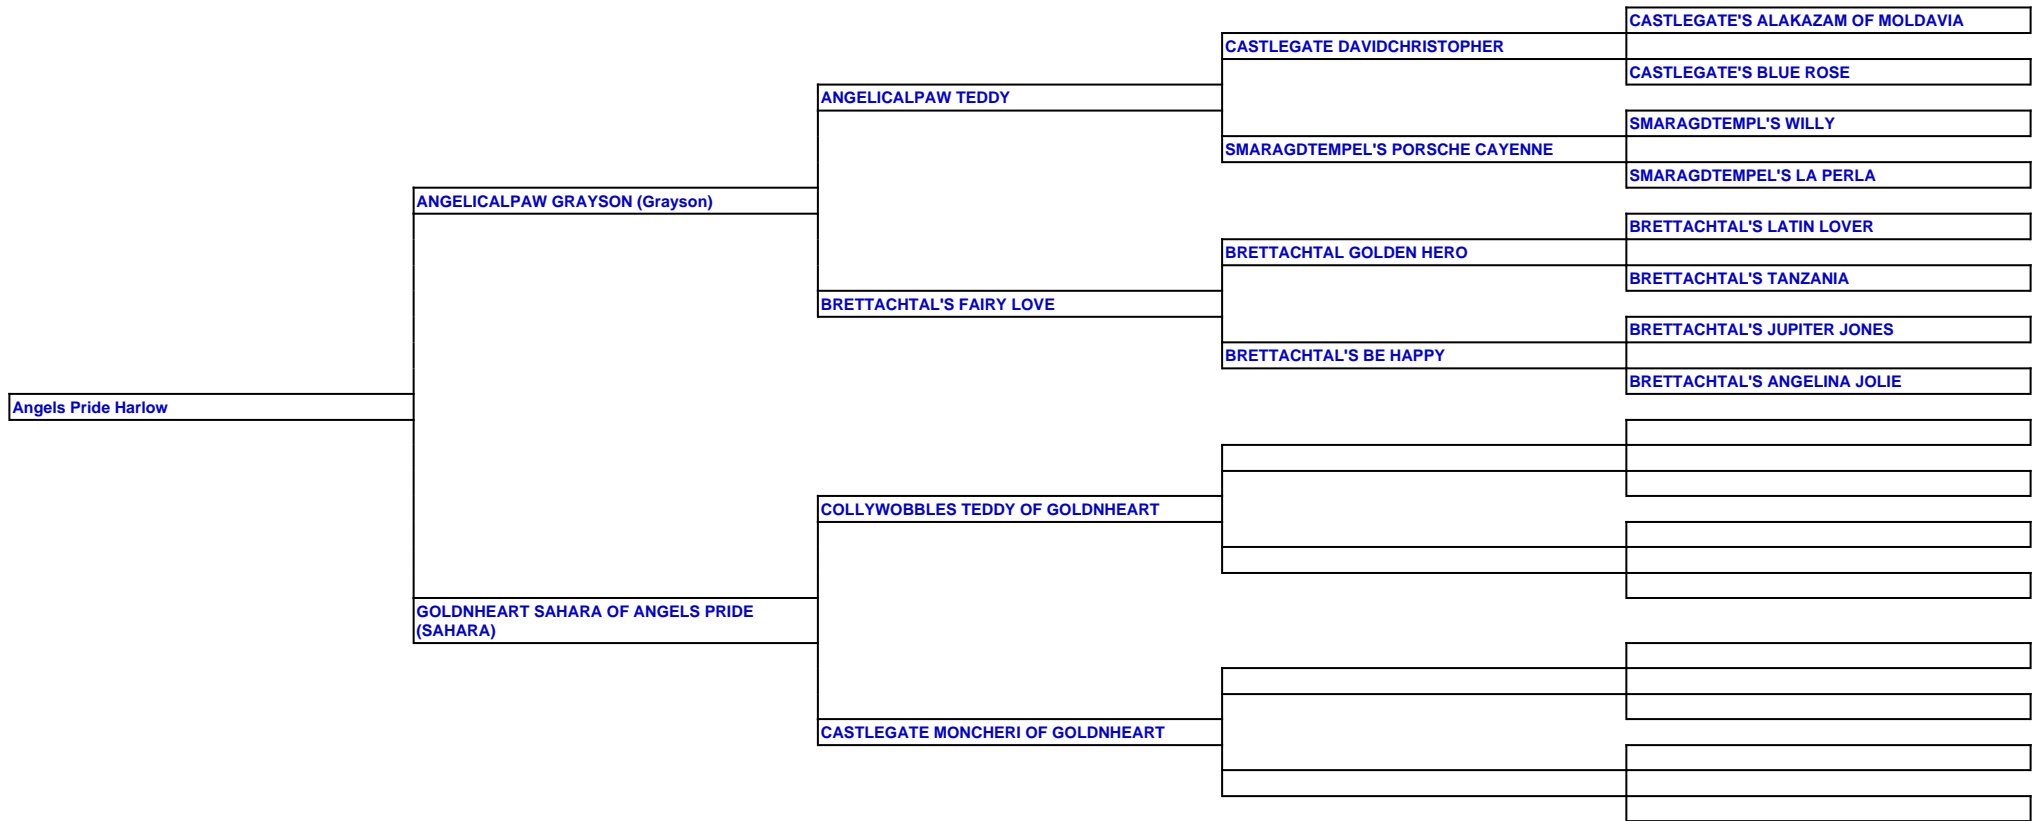 CASTLEGATE'S ALAKAZAM OF MOLDAVIA
CASTLEGATE DAVIDCHRISTOPHER
CASTLEGATE'S BLUE ROSE
ANGELICALPAW TEDDY
SMARAGDTEMPL'S WILLY
SMARAGDTEMPEL'S PORSCHE CAYENNE
SMARAGDTEMPEL'S LA PERLA
ANGELICALPAW GRAYSON (Grayson)
BRETTACHTAL'S LATIN LOVER
BRETTACHTAL GOLDEN HERO
BRETTACHTAL'S TANZANIA
BRETTACHTAL'S FAIRY LOVE
BRETTACHTAL'S JUPITER JONES
BRETTACHTAL'S BE HAPPY
BRETTACHTAL'S ANGELINA JOLIE
Angels Pride Harlow
COLLYWOBBLES TEDDY OF GOLDNHEART
GOLDNHEART SAHARA OF ANGELS PRIDE
(SAHARA)
CASTLEGATE MONCHERI OF GOLDNHEART